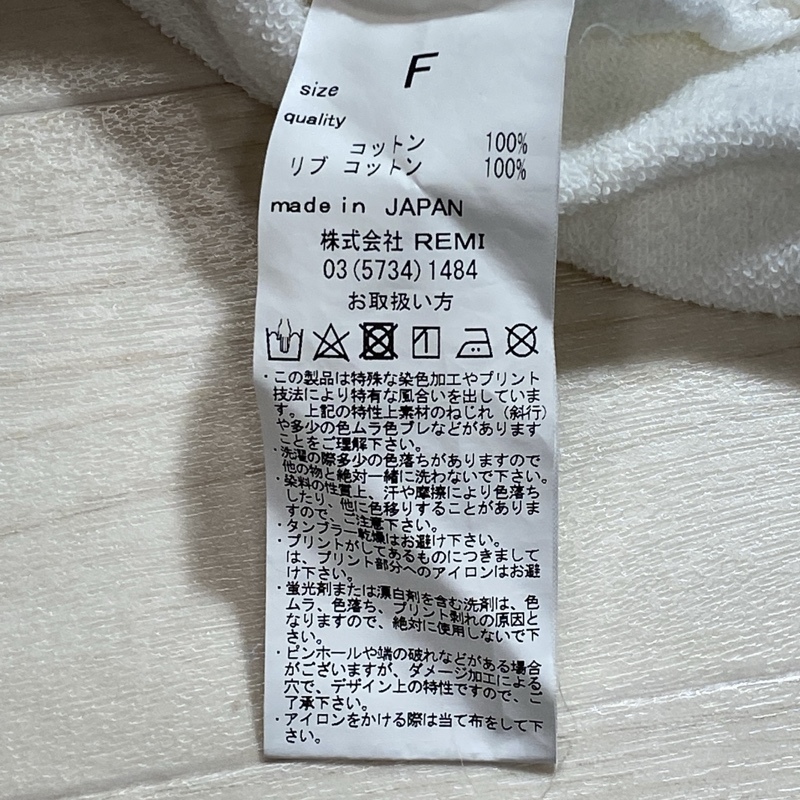 size F
quality
コットン 100%
リブ コットン 100%
made in JAPAN
株式会社 REMI
03(5734)1484
お取扱い方
・この製品は特殊な染色加工やプリント
技法により特有な風合いを出していま
す。上記の特性上素材のねじれ（斜行）
や多少の色ムラ色ブレなどがあります
ことをご理解下さい。
・洗濯の際多少の色落ちがありますので
他の物と絶対一緒に洗わないで下さい。
・染料の性質上、汗や摩擦により色落ち
したり、他に色移りすることがありま
すので、ご注意下さい。
・タンブラー乾燥はお避け下さい。
・プリントがしてあるものにつきまして
は、プリント部分へのアイロンはお避
け下さい。
・蛍光剤または漂白剤を含む洗剤は、色
ムラ、色落ち、プリント剥れの原因と
なりますので、絶対に使用しないで下
さい。
・ピンホールや端の破れなどがある場合
がございますが、ダメージ加工による
穴で、デザイン上の特性ですので、ご
了承下さい。
・アイロンをかける際は当て布をして下
さい。